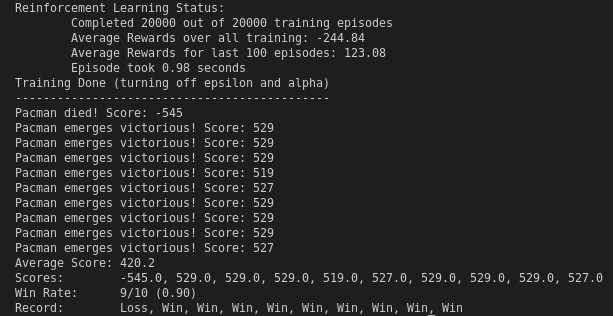 Reinforcement Learning Status:
Completed 20000 out of 20000 training episodes
Average Rewards over all training: -244.84
Average Rewards for last 100 episodes: 123.08
Episode took 0.98 seconds
Training Done (turning off epsilon and alpha)
---------------------------------------------
Pacman died! Score: -545
Pacman emerges victorious! Score: 529
Pacman emerges victorious! Score: 529
Pacman emerges victorious! Score: 529
Pacman emerges victorious! Score: 519
Pacman emerges victorious! Score: 527
Pacman emerges victorious! Score: 529
Pacman emerges victorious! Score: 529
Pacman emerges victorious! Score: 529
Pacman emerges victorious! Score: 527
Average Score: 420.2
Scores: -545.0, 529.0, 529.0, 529.0, 519.0, 527.0, 529.0, 529.0, 529.0, 527.0
Win Rate: 9/10 (0.90)
Record: Loss, Win, Win, Win, Win, Win, Win, Win, Win, Win